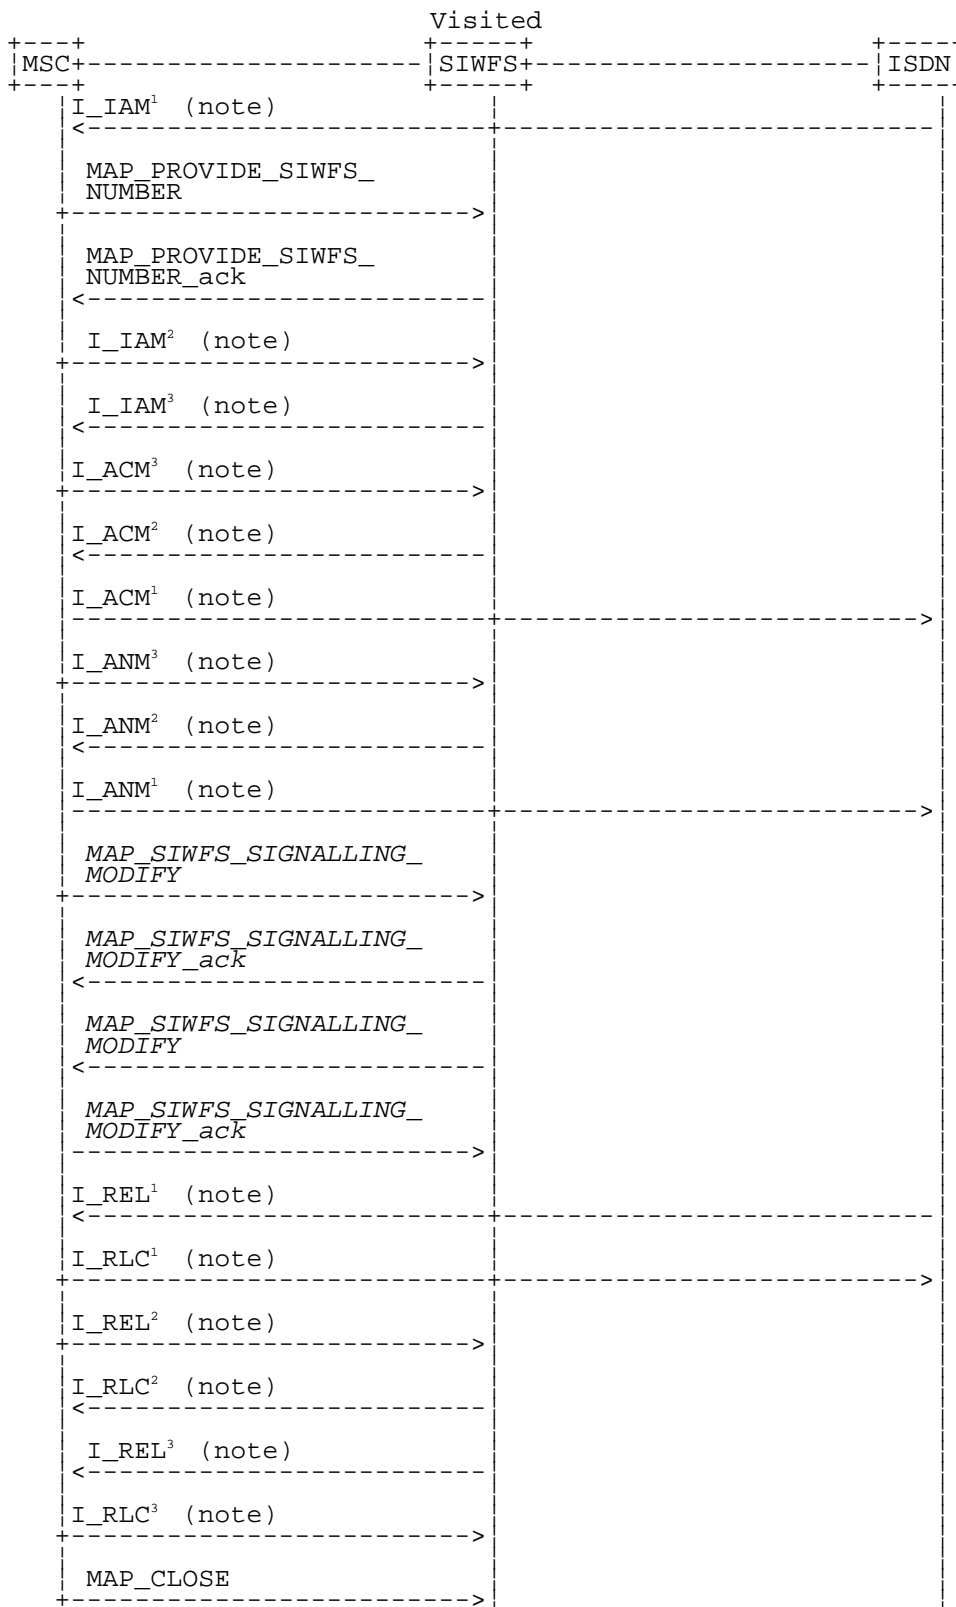 Visited
MSC SIWFS ISDN
I_IAM¹ (note)
MAP_PROVIDE_SIWFS_
NUMBER
MAP_PROVIDE_SIWFS_
NUMBER_ack
I_IAM² (note)
I_IAM³ (note)
I_ACM³ (note)
I_ACM² (note)
I_ACM¹ (note)
I_ANM³ (note)
I_ANM² (note)
I_ANM¹ (note)
MAP_SIWFS_SIGNALLING_
MODIFY
MAP_SIWFS_SIGNALLING_
MODIFY_ack
MAP_SIWFS_SIGNALLING_
MODIFY
MAP_SIWFS_SIGNALLING_
MODIFY_ack
I_REL¹ (note)
I_RLC¹ (note)
I_REL² (note)
I_RLC² (note)
I_REL³ (note)
I_RLC³ (note)
MAP_CLOSE